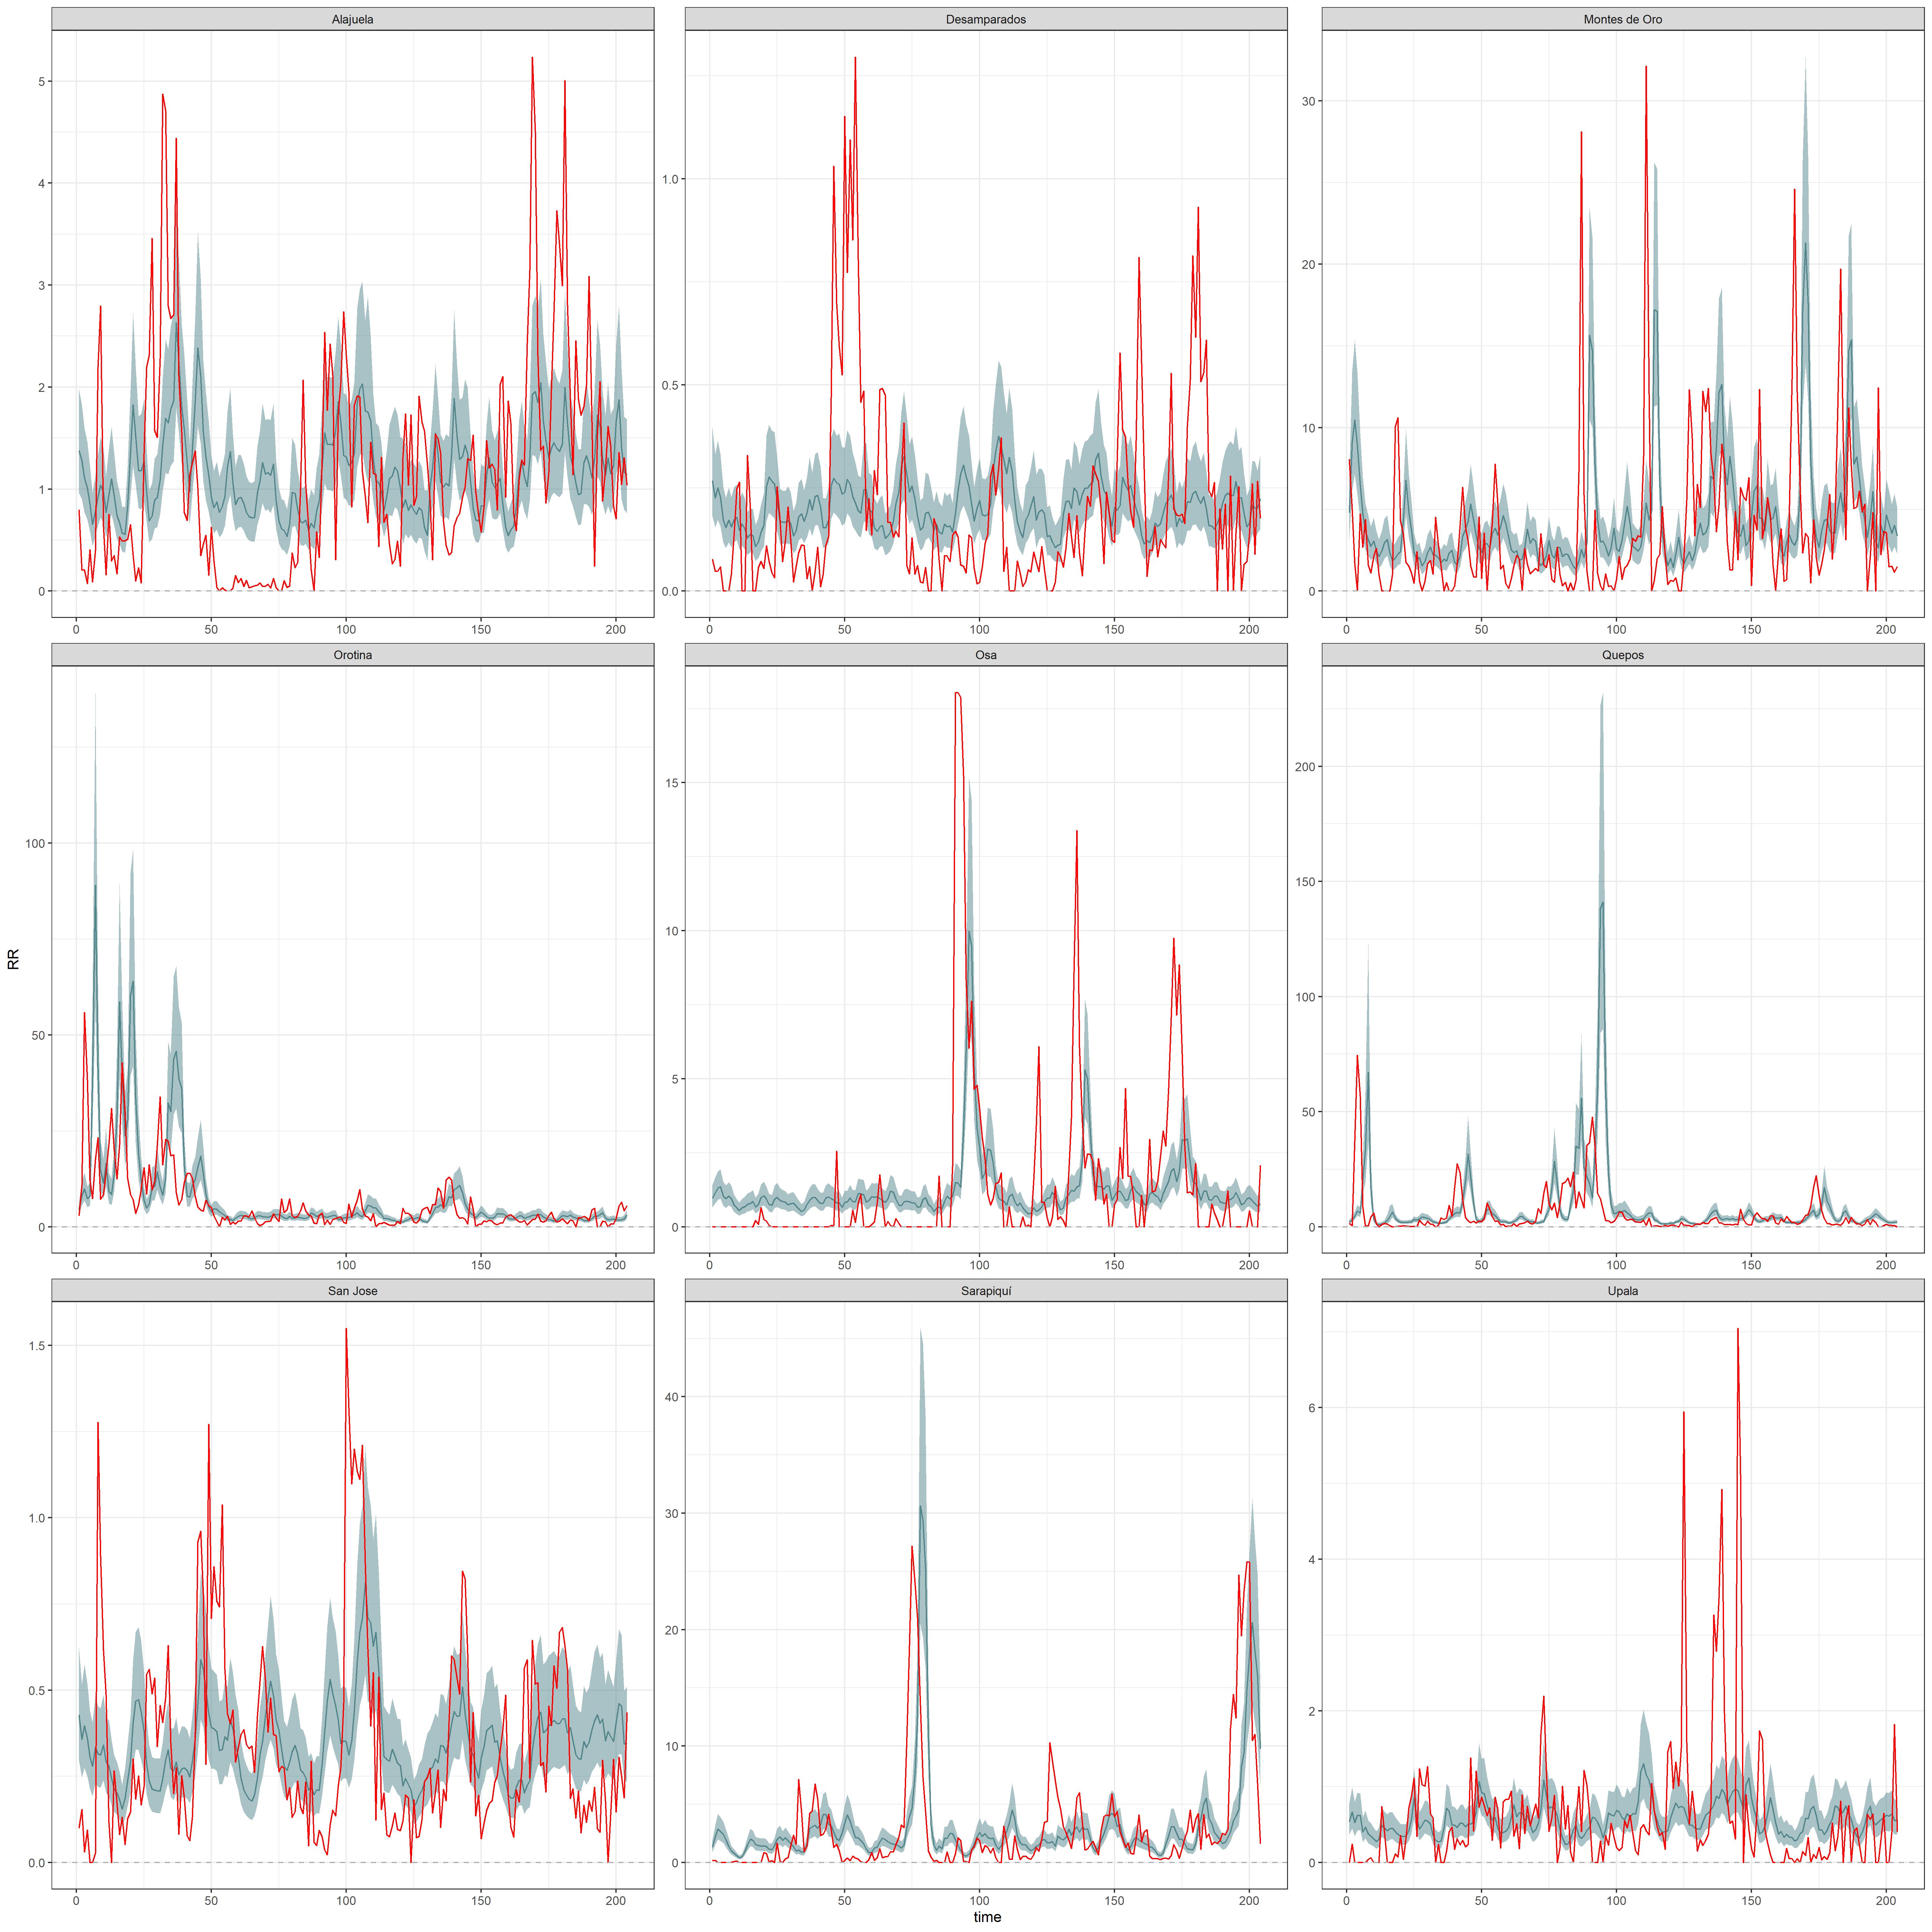 Alajuela Desamparados Montes de Oro
5 4 3 2 1 0
1.0 0.5 0.0
30 20 10 0
0 50 100 150 200 0 50 100 150 200 0 50 100 150 200
Orotina Osa Quepos
RR
100 50 0
15 10 5 0
200 150 100 50 0
0 50 100 150 200 0 50 100 150 200 0 50 100 150 200
San Jose Sarapiquí Upala
1.5 1.0 0.5 0.0
40 30 20 10 0
6 4 2 0
0 50 100 150 200 0 50 100 150 200 0 50 100 150 200
time